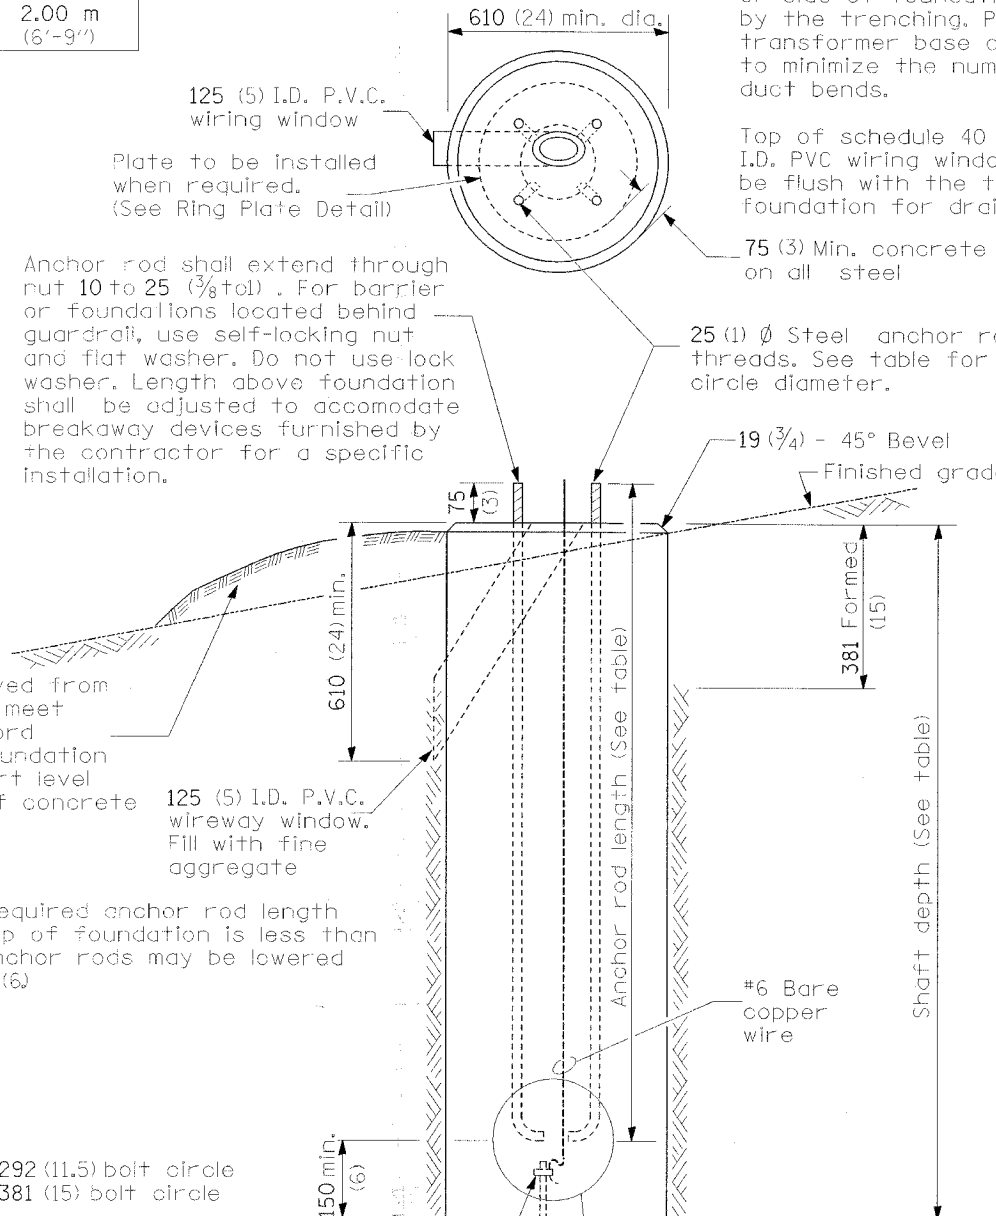 2.00 m
(6'-9")
610 (24) min. dia.
by the trenching.
transformer base
to minimize the
duct bends.
Top of schedule 40
I.D. PVC wiring
be flush with the
foundation for
125 (5) I.D. P.V.C.
wiring window
Plate to be installed
when required.
(See Ring Plate Detail)
75 (3) Min. concrete
on all steel
Anchor rod shall extend through
nut 10 to 25 (3/8 to1) . For barrier
or foundations located behind
guardrail, use self-locking nut
and flat washer. Do not use lock
washer. Length above foundation
shall be adjusted to accomodate
breakaway devices furnished by
the contractor for a specific
installation.
25 (1) Ø Steel anchor
threads. See table for
circle diameter.
19 (3/4) - 45° Bevel
Finished
75
(3)
610 (24) min.
381 Formed
(15)
from
meet
level
concrete
125 (5) I.D. P.V.C.
wireway window.
Fill with fine
aggregate
Anchor rod length (See table)
Shaft depth (See table)
anchor rod length
of foundation is less than
rods may be lowered
(6)
#6 Bare
copper
wire
150 min.
(6)
292 (11.5) bolt circle
381 (15) bolt circle